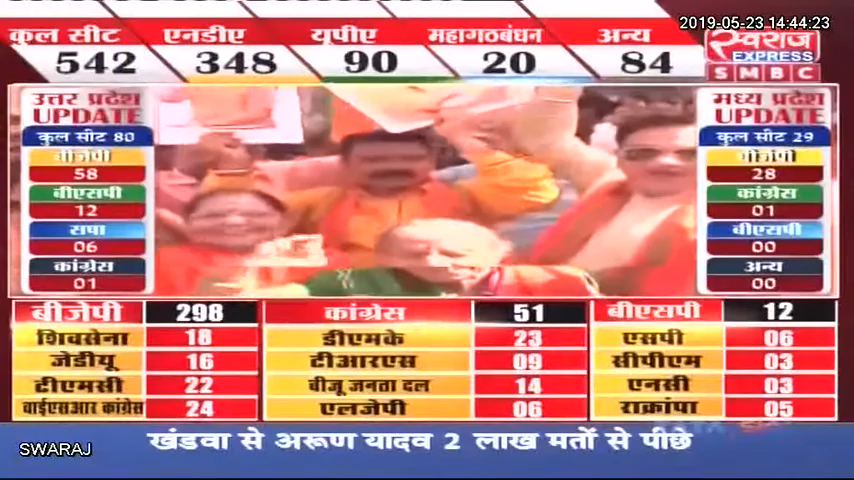 2019-05-23 14:44:23
कुल सीट एनडीए यूपीए महागठबंधन अन्य
542 348 90 20 84
स्वराज
EXPRESS
SMBC
उत्तर प्रदेश
UPDATE
कुल सीट 80
बीजेपी
58
बीएसपी
12
सपा
06
कांग्रेस
01
मध्य प्रदेश
UPDATE
कुल सीट 29
बीजेपी
28
कांग्रेस
01
बीएसपी
00
अन्य
00
बीजेपी 298 कांग्रेस 51 बीएसपी 12
शिवसेना 18 डीएमके 23 एसपी 06
जेडीयू 16 टीआरएस 09 सीपीएम 03
टीएमसी 22 बीजू जनता दल 14 एनसी 03
वाईएसआर कांग्रेस 24 एलजेपी 06 राकांपा 05
खंडवा से अरूण यादव 2 लाख मतों से पीछे
SWARAJ